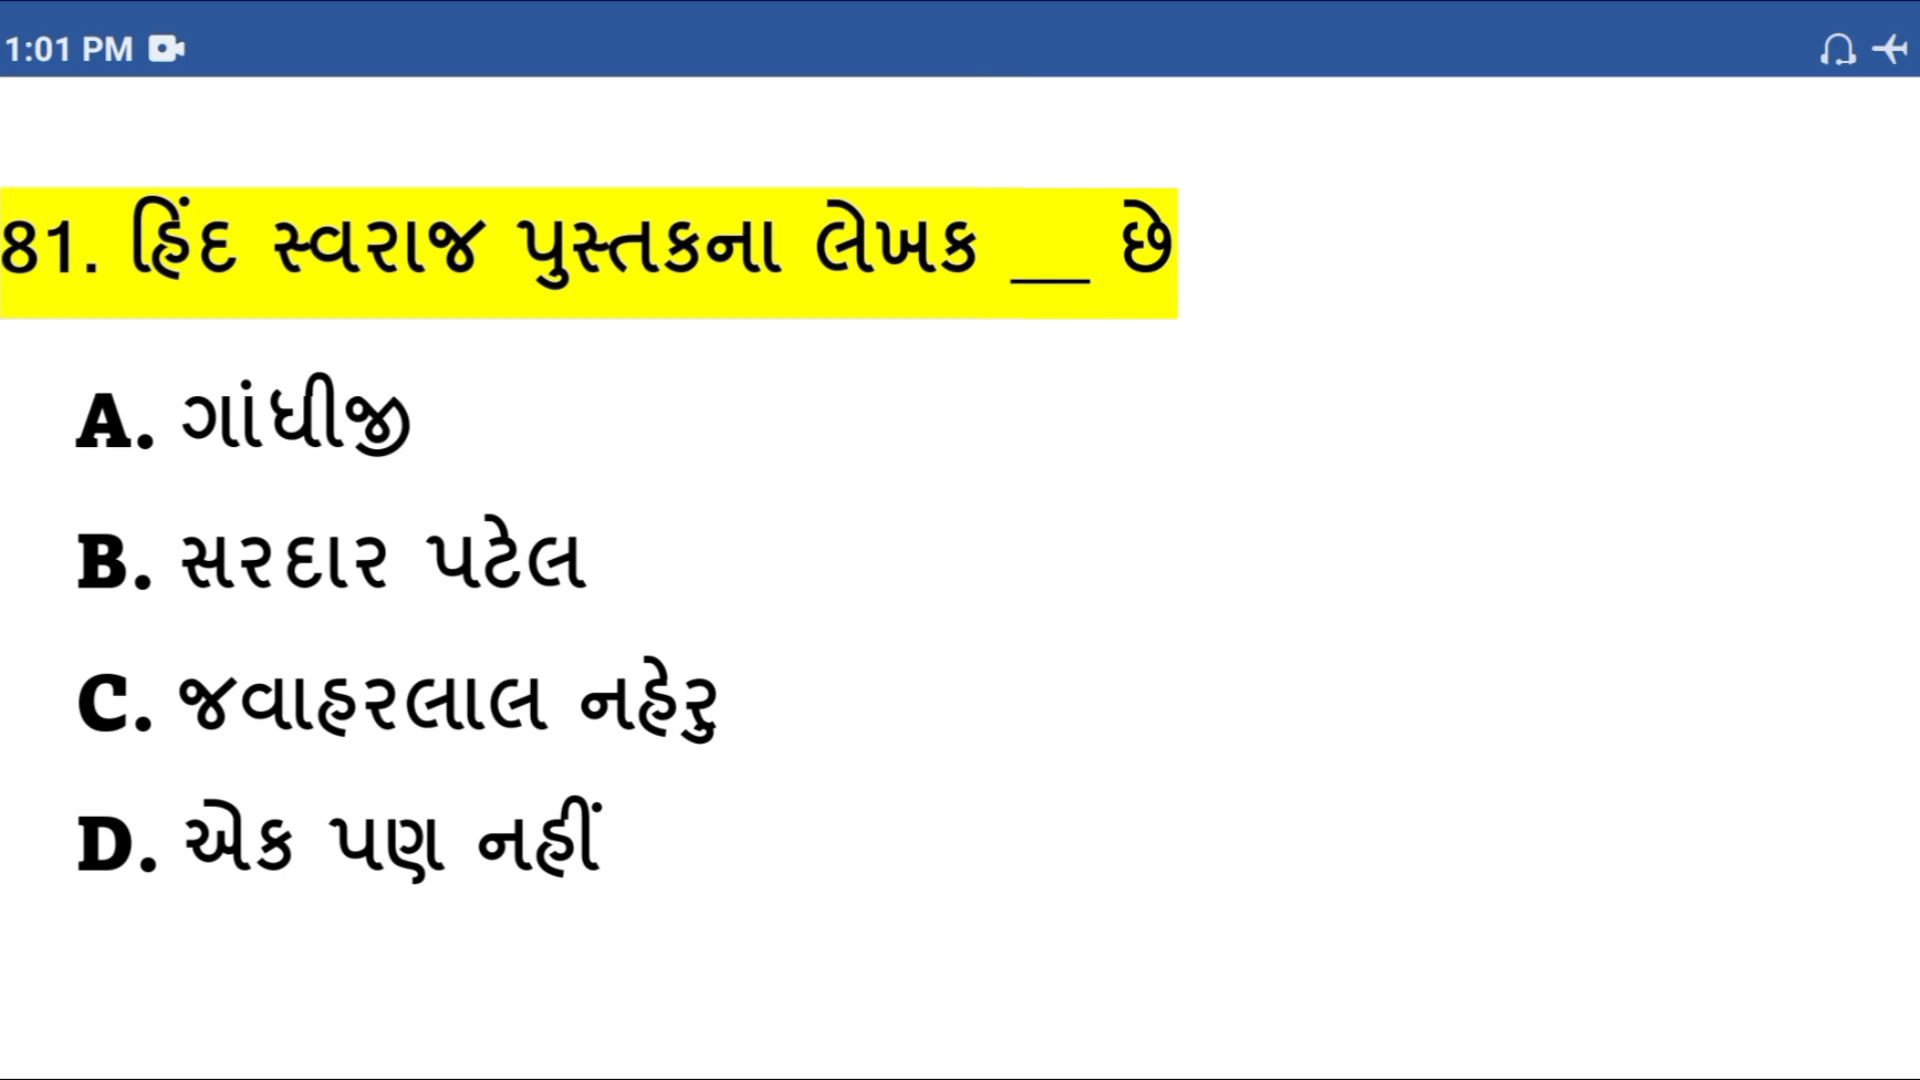 1:01 PM
81. હિંદ સ્વરાજ પુસ્તકના લેખક __ છે
A. ગાંધીજી
B. સરદાર પટેલ
C. જવાહરલાલ નહેરુ
D. એક પણ નહીં